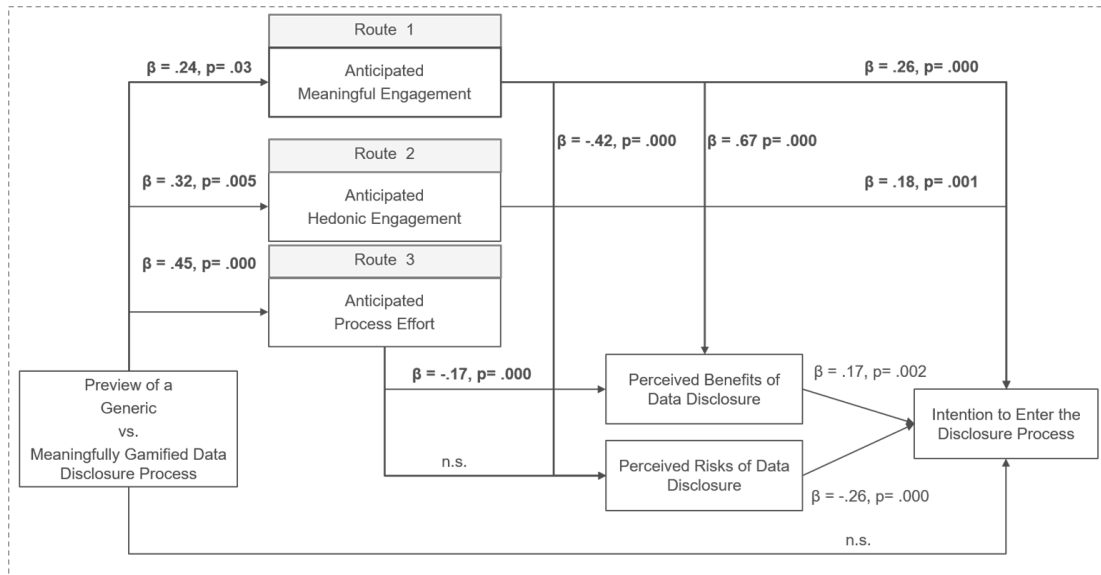 Route 1
β = .24, p= .03
Anticipated
Meaningful Engagement
β = .26, p= .000
β = -.42, p= .000
β = .67 p= .000
Route 2
β = .32, p= .005
Anticipated
Hedonic Engagement
β = .18, p= .001
Route 3
β = .45, p= .000
Anticipated
Process Effort
Preview of a
Generic
vs.
Meaningfully Gamified Data
Disclosure Process
β = -.17, p= .000
Perceived Benefits of
Data Disclosure
β = .17, p= .002
Intention to Enter the
Disclosure Process
n.s.
Perceived Risks of Data
Disclosure
β = -.26, p= .000
n.s.